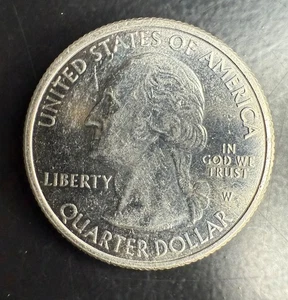 UNITED STATES OF AMERICA
LIBERTY
IN
GOD WE
TRUST
W
QUARTER DOLLAR